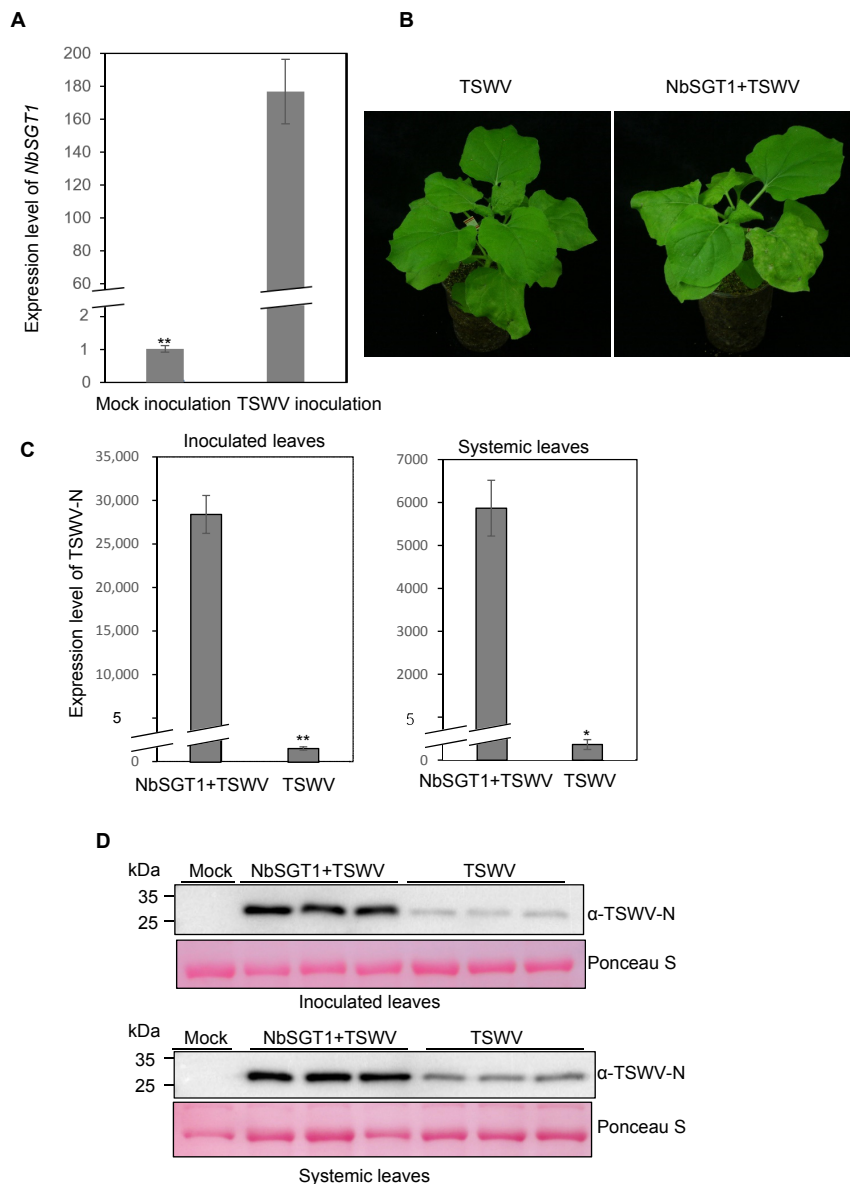 A
Expression level of NbSGT1
200
180
160
140
120
100
80
60
2
1
0
**
Mock inoculation TSWV inoculation
B
TSWV NbSGT1+TSWV
C
Expression level of TSWV-N
Inoculated leaves
35,000
30,000
25,000
20,000
15,000
10,000
5
0
**
NbSGT1+TSWV TSWV
Systemic leaves
7000
6000
5000
4000
3000
2000
5
0
*
NbSGT1+TSWV TSWV
D
kDa Mock NbSGT1+TSWV TSWV
35
25
α-TSWV-N
Ponceau S
Inoculated leaves
kDa Mock NbSGT1+TSWV TSWV
35
25
α-TSWV-N
Ponceau S
Systemic leaves